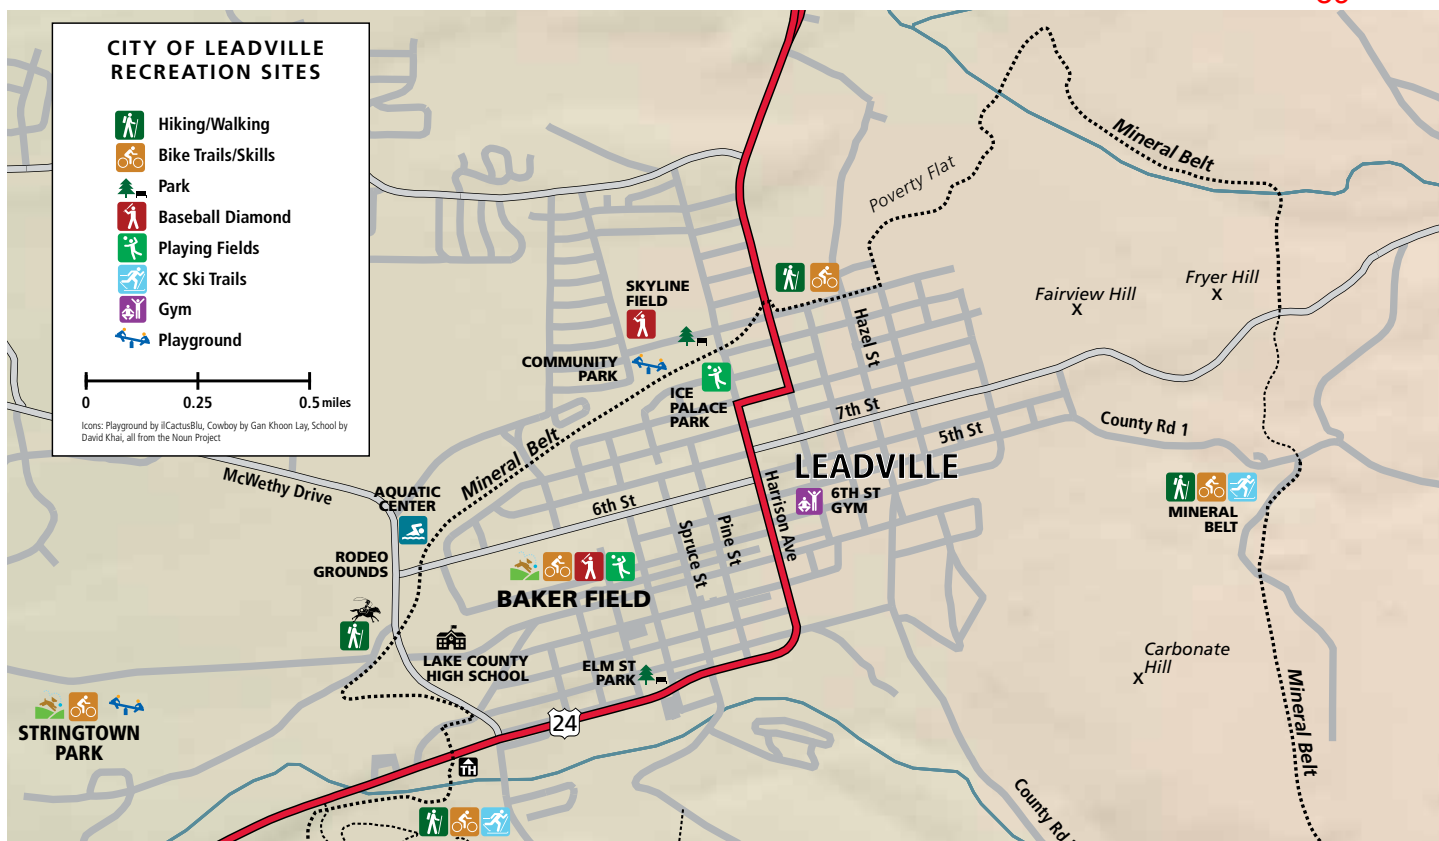 CITY OF LEADVILLE
RECREATION SITES
Hiking/Walking
Bike Trails/Skills
Park
Baseball Diamond
Playing Fields
XC Ski Trails
Gym
Playground
0 0.25 0.5 miles
Icons: Playground by ilCactusBlu, Cowboy by Gan Khoon Lay, School by
David Khai, all from the Noun Project
Mineral Belt
Poverty Flat
Fryer Hill
X
Fairview Hill
X
SKYLINE
FIELD
Hazel St
COMMUNITY
PARK
ICE
PALACE
PARK
7th St
5th St
County Rd 1
Mineral Belt
LEADVILLE
McWethy Drive
AQUATIC
CENTER
6th St
Harrison Ave
6TH ST
GYM
MINERAL
BELT
Pine St
Spruce St
RODEO
GROUNDS
BAKER FIELD
LAKE COUNTY
HIGH SCHOOL
ELM ST
PARK
Carbonate
Hill
X
Mineral Belt
STRINGTOWN
PARK
24
TH
County Rd